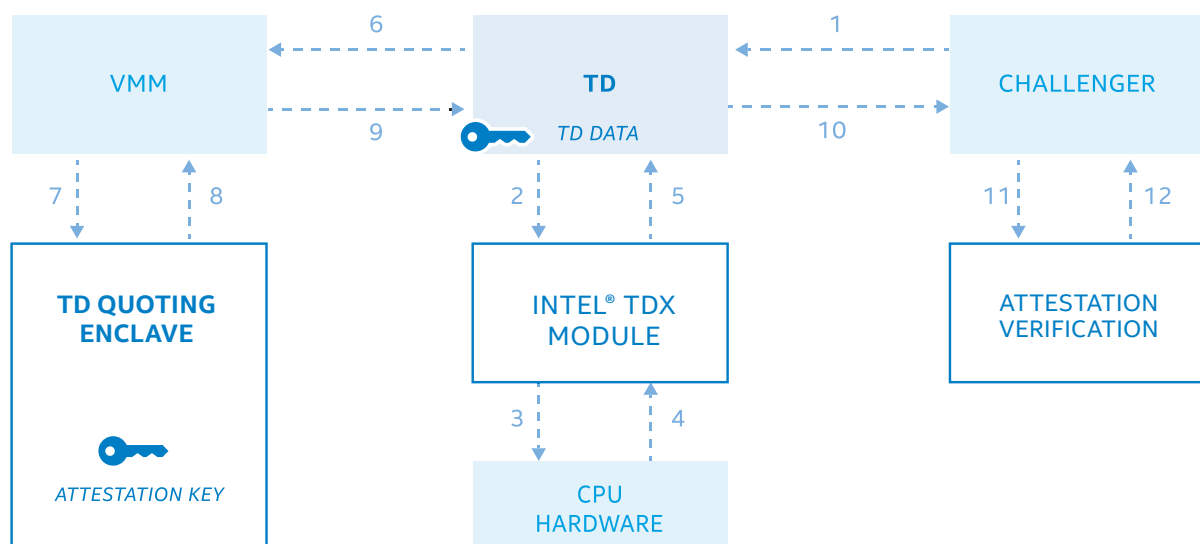 6
1
VMM
TD
CHALLENGER
9
TD DATA
10
7
8
2
5
11
12
TD QUOTING
ENCLAVE
INTEL® TDX
MODULE
ATTESTATION
VERIFICATION
3
4
ATTESTATION KEY
CPU
HARDWARE